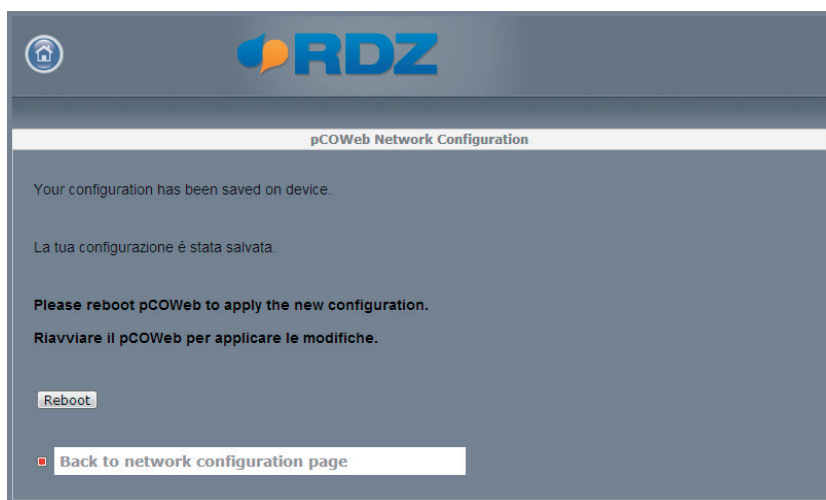 RDZ
pCOWeb Network Configuration
Your configuration has been saved on device.
La tua configurazione é stata salvata.
Please reboot pCOWeb to apply the new configuration.
Riavviare il pCOWeb per applicare le modifiche.
Reboot
Back to network configuration page